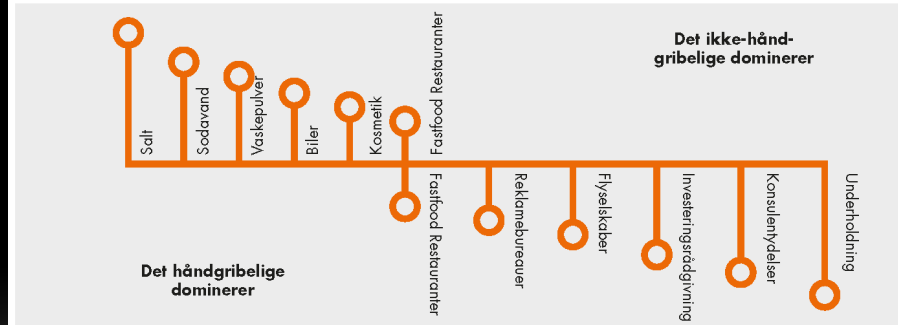 Det ikke-hånd-
gribelige dominerer
Salt
Sodavand
Vaskepulver
Biler
Kosmetik
Fastfood Restauranter
Fastfood Restauranter
Reklamebureauer
Flyselskaber
Investeringsrådgivning
Konsulentydelser
Underholdning
Det håndgribelige
dominerer